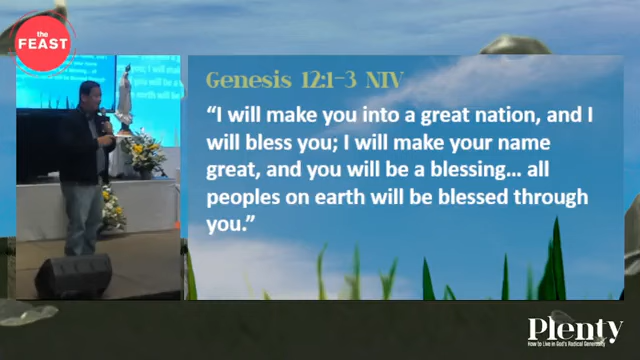 the
FEAST
Genesis 12:1-3 NIV
“I will make you into a great nation, and I
will bless you; I will make your name
great, and you will be a blessing... all
peoples on earth will be blessed through
you.”
Plenty
How to Live in God's Radical Generosity